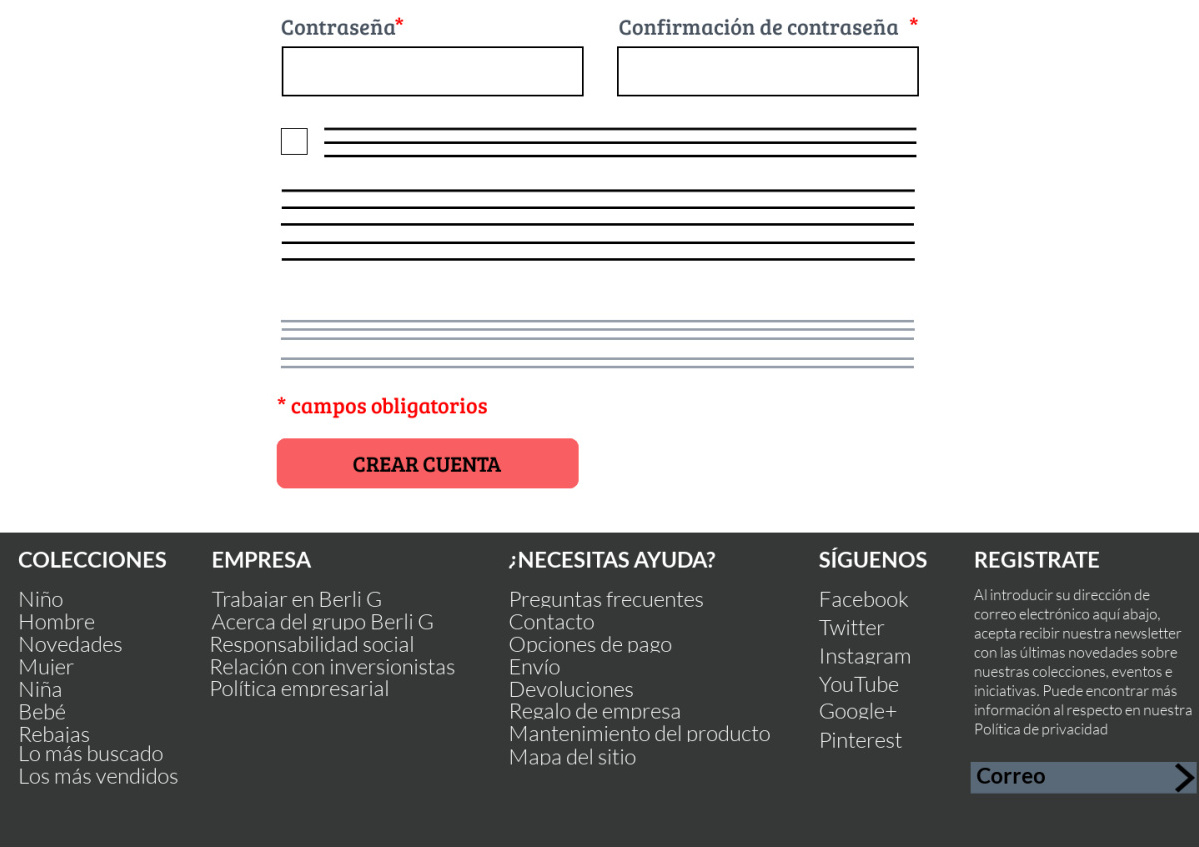 Contraseña*
Confirmación de contraseña *
* campos obligatorios
CREAR CUENTA
COLECCIONES
Niño
Hombre
Novedades
Mujer
Niña
Bebé
Rebajas
Lo más buscado
Los más vendidos
EMPRESA
Trabajar en Berli G
Acerca del grupo Berli G
Responsabilidad social
Relación con inversionistas
Política empresarial
¿NECESITAS AYUDA?
Preguntas frecuentes
Contacto
Opciones de pago
Envío
Devoluciones
Regalo de empresa
Mantenimiento del producto
Mapa del sitio
SÍGUENOS
Facebook
Twitter
Instagram
YouTube
Google+
Pinterest
REGISTRATE
Al introducir su dirección de
correo electrónico aquí abajo,
acepta recibir nuestra newsletter
con las últimas novedades sobre
nuestras colecciones, eventos e
iniciativas. Puede encontrar más
información al respecto en nuestra
Política de privacidad
Correo